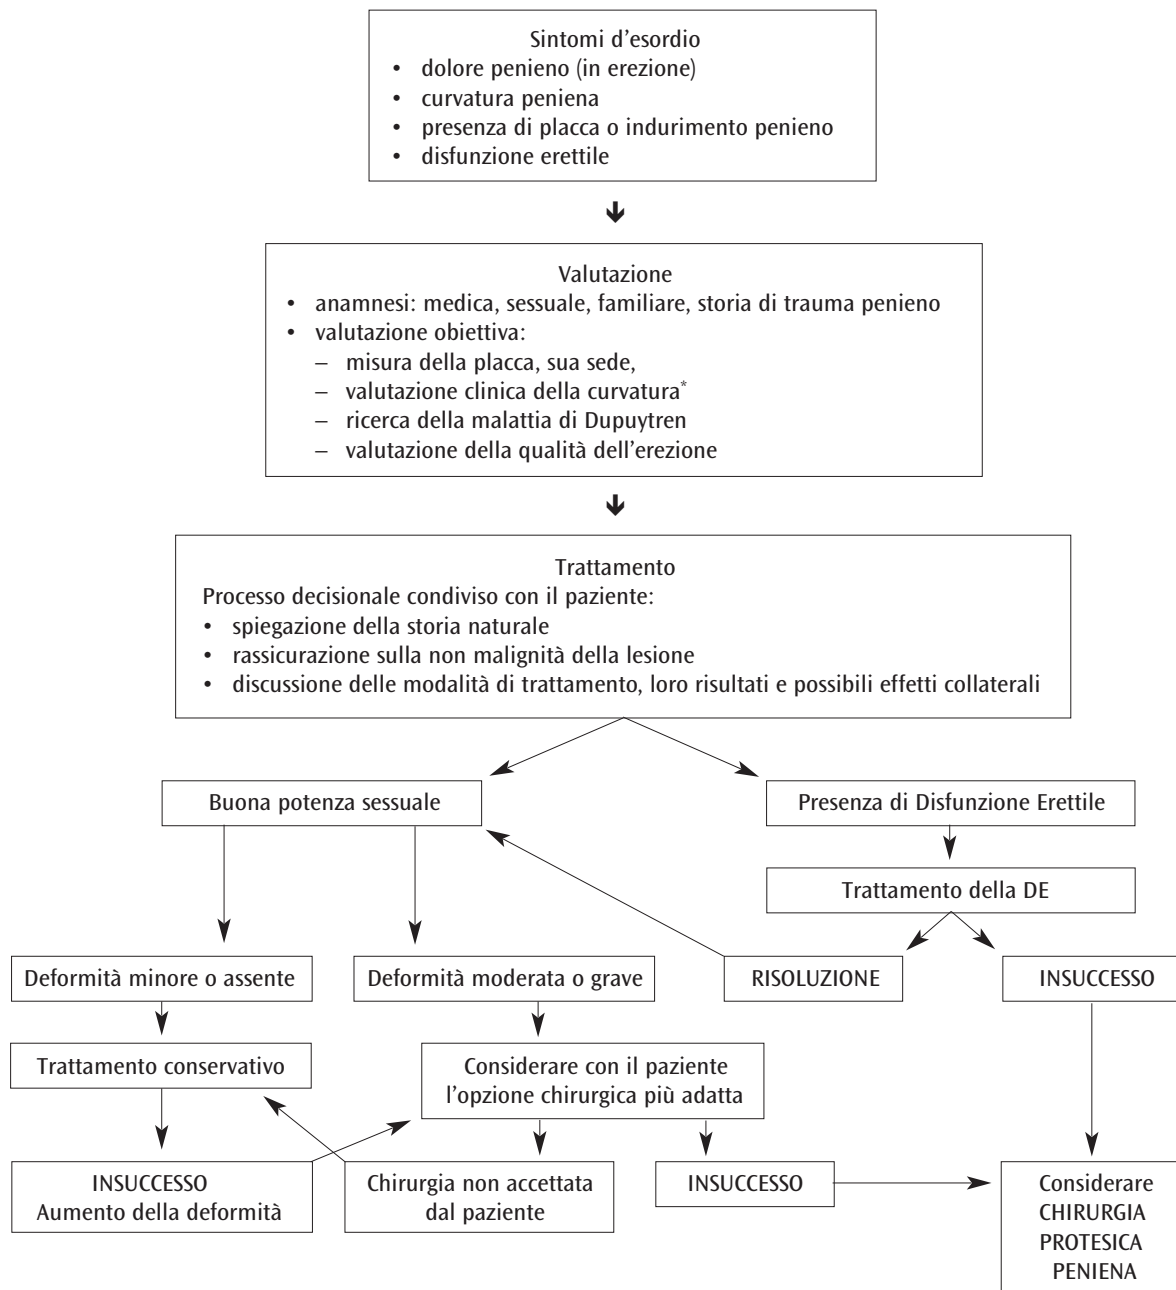 Sintomi d'esordio
• dolore penieno (in erezione)
• curvatura peniena
• presenza di placca o indurimento penieno
• disfunzione erettile
Valutazione
• anamnesi: medica, sessuale, familiare, storia di trauma penieno
• valutazione obiettiva:
– misura della placca, sua sede,
– valutazione clinica della curvatura*
– ricerca della malattia di Dupuytren
– valutazione della qualità dell'erezione
Trattamento
Processo decisionale condiviso con il paziente:
• spiegazione della storia naturale
• rassicurazione sulla non malignità della lesione
• discussione delle modalità di trattamento, loro risultati e possibili effetti collaterali
Buona potenza sessuale
Presenza di Disfunzione Erettile
Trattamento della DE
Deformità minore o assente
Deformità moderata o grave
RISOLUZIONE
INSUCCESSO
Trattamento conservativo
Considerare con il paziente
l'opzione chirurgica più adatta
INSUCCESSO
Aumento della deformità
Chirurgia non accettata
dal paziente
INSUCCESSO
Considerare
CHIRURGIA
PROTESICA
PENIENA